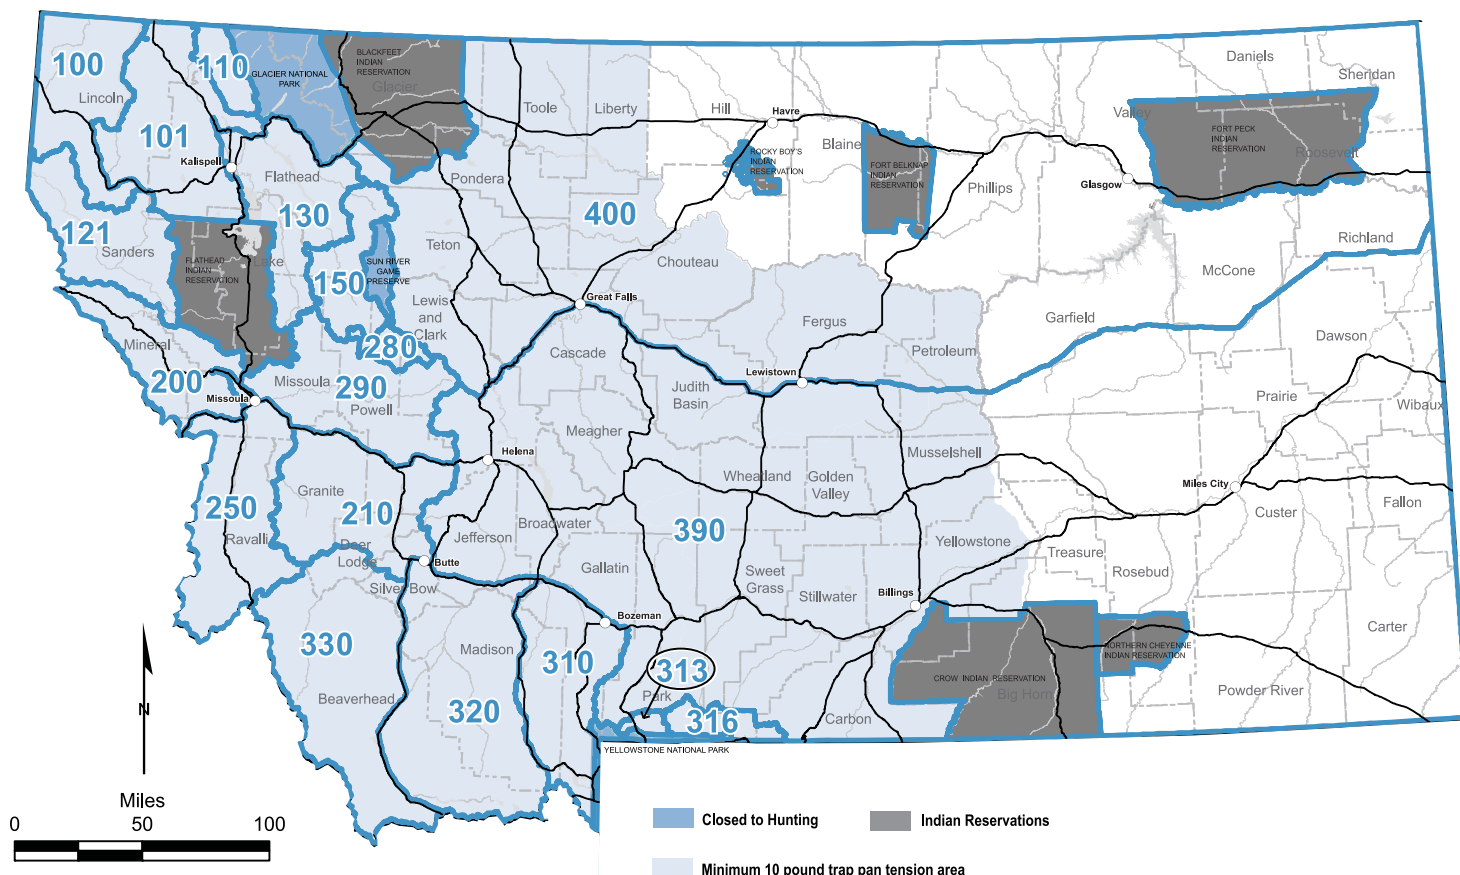 100
110
GLACIER NATIONAL
PARK
BLACKFEET
INDIAN
RESERVATION
Glacier
Daniels
Sheridan
Lincoln
Toole
Liberty
Hill
Havre
Valley
101
Kalispell
Blaine
ROCKY BOY'S
INDIAN
RESERVATION
FORT BELKNAP
INDIAN
RESERVATION
FORT PECK
INDIAN
RESERVATION
Roosevelt
Flathead
Pondera
Phillips
Glasgow
130
400
121
Sanders
Teton
Richland
Lake
FLATHEAD
INDIAN
RESERVATION
SUN RIVER
GAME
PRESERVE
Chouteau
McCone
150
Lewis
and
Clark
Great Falls
Fergus
Garfield
Mineral
280
Cascade
Petroleum
Dawson
200
Missoula
290
Powell
Judith
Basin
Lewistown
Prairie
Wibaux
Missoula
Meagher
Helena
Wheatland
Golden
Valley
Musselshell
Miles City
250
Granite
210
Broadwater
390
Custer
Fallon
Ravalli
Deer
Lodge
Jefferson
Yellowstone
Treasure
Butte
Gallatin
Sweet
Grass
Rosebud
Silver Bow
Stillwater
Billings
Bozeman
330
Madison
310
313
NORTHERN CHEYENNE
INDIAN RESERVATION
Carter
Beaverhead
Park
CROW INDIAN RESERVATION
Big Horn
Powder River
320
316
Carbon
N
YELLOWSTONE NATIONAL PARK
Miles
0 50 100
Closed to Hunting
Indian Reservations
Minimum 10 pound trap pan tension area